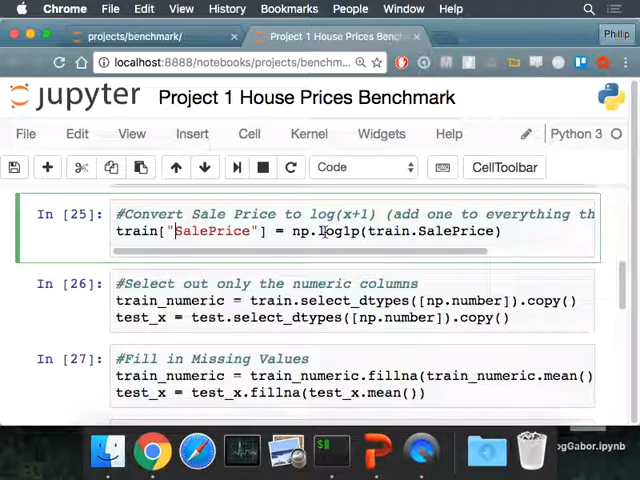 Chrome File Edit View History Bookmarks People Window Help
projects/benchmark/
Project 1 House Prices Bench
Philip
localhost:8888/notebooks/projects/benchm...
jupyter Project 1 House Prices Benchmark
File Edit View Insert Cell Kernel Widgets Help Python 3
Code CellToolbar
In [25]: #Convert Sale Price to log(x+1) (add one to everything th
train["SalePrice"] = np.log1p(train.SalePrice)
In [26]: #Select out only the numeric columns
train_numeric = train.select_dtypes([np.number]).copy()
test_x = test.select_dtypes([np.number]).copy()
In [27]: #Fill in Missing Values
train_numeric = train_numeric.fillna(train_numeric.mean()
test_x = test_x.fillna(test_x.mean())
ogGabor.ipynb